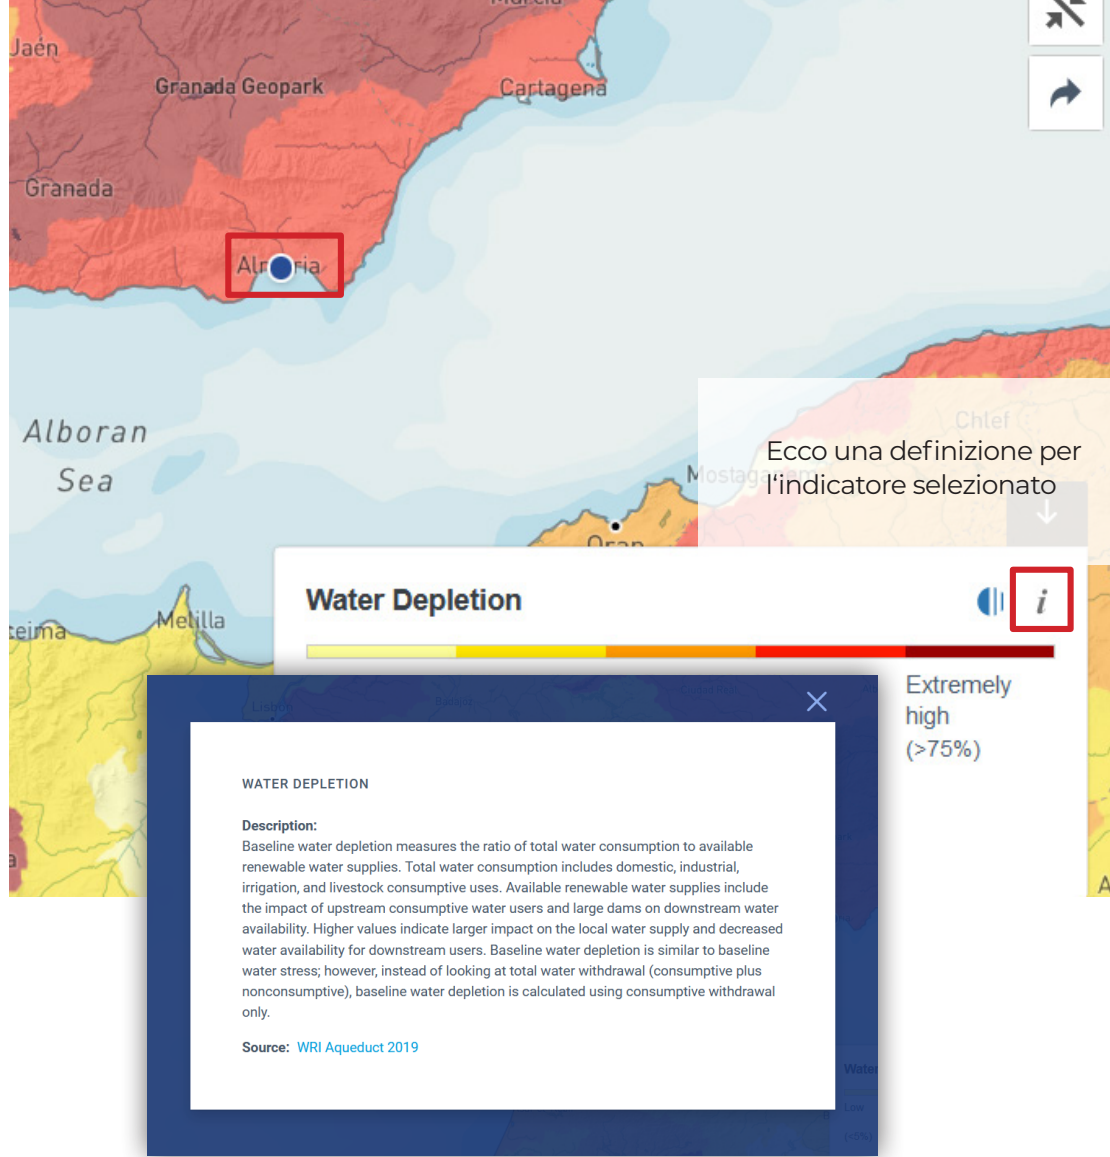 Jaén
Granada Geopark
Cartagena
Granada
Almería
Alboran
Sea
Chlef
Ecco una definizione per
l'indicatore selezionato
Mostaganem
Oran
Water Depletion
i
Melilla
Extremely
high
(>75%)
Lisbon
WATER DEPLETION
Description:
Baseline water depletion measures the ratio of total water consumption to available
renewable water supplies. Total water consumption includes domestic, industrial,
irrigation, and livestock consumptive uses. Available renewable water supplies include
the impact of upstream consumptive water users and large dams on downstream water
availability. Higher values indicate larger impact on the local water supply and decreased
water availability for downstream users. Baseline water depletion is similar to baseline
water stress; however, instead of looking at total water withdrawal (consumptive plus
nonconsumptive), baseline water depletion is calculated using consumptive withdrawal
only.
Source: WRI Aqueduct 2019
Water
Low
(<5%)